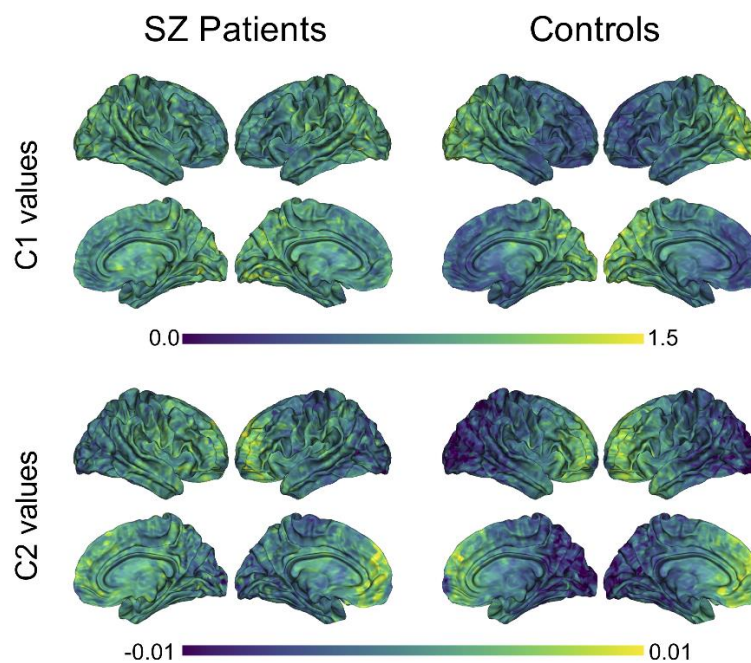 SZ Patients
Controls
C1 values
0.0
1.5
C2 values
-0.01
0.01